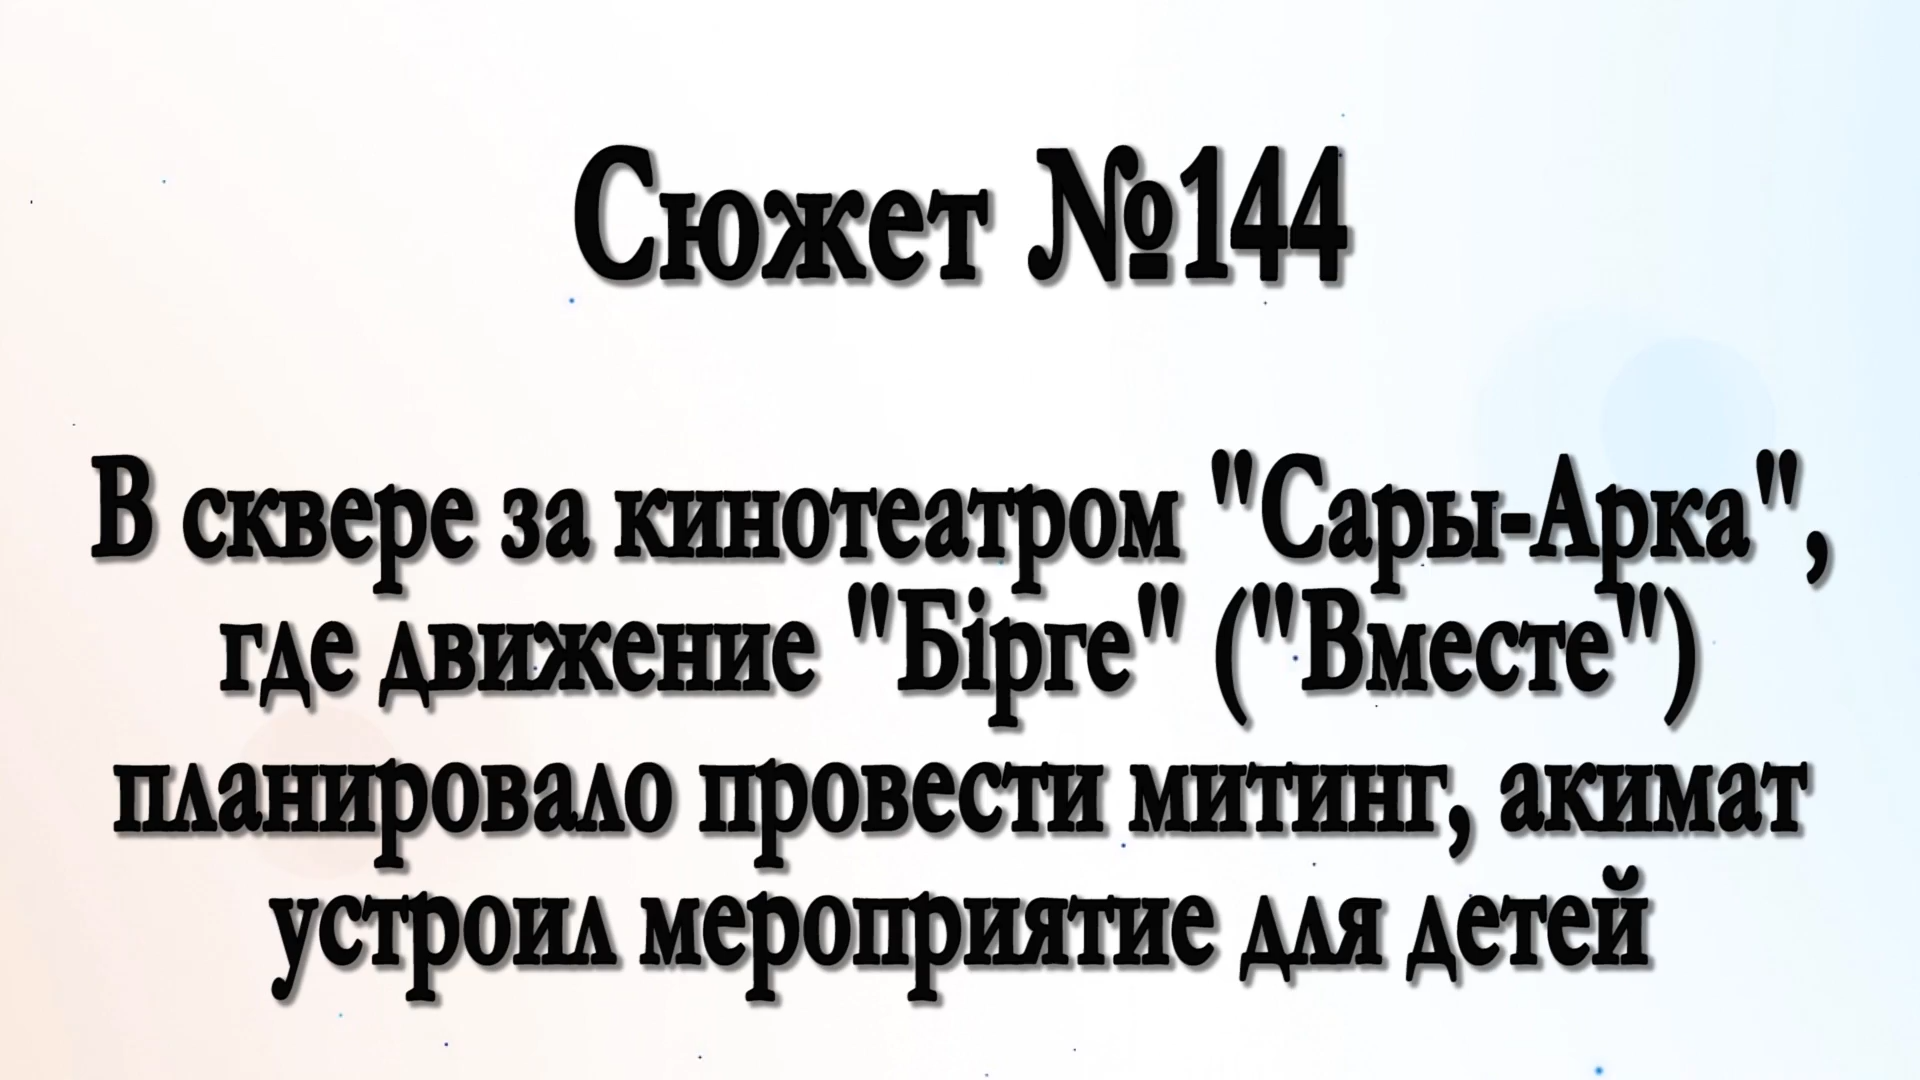 Сюжет №144
В сквере за кинотеатром "Сары-Арка",
где движение "Бірге" ("Вместе")
планировало провести митинг, акимат
устроил мероприятие для детей